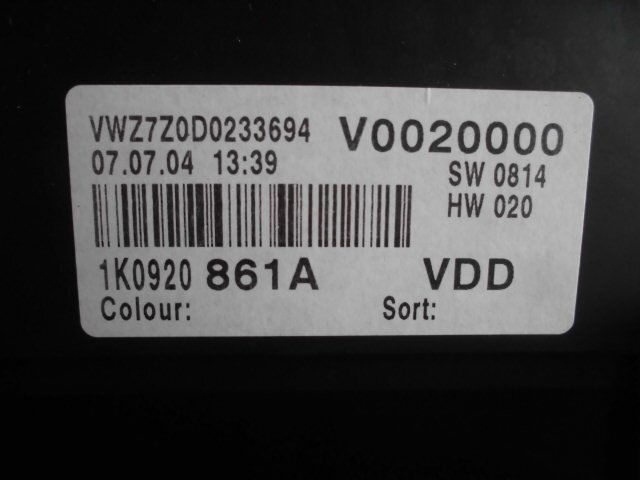 VWZ7Z0D0233694 V0020000
07.07.04 13:39 SW 0814
HW 020
1K0920 861A VDD
Colour: Sort: